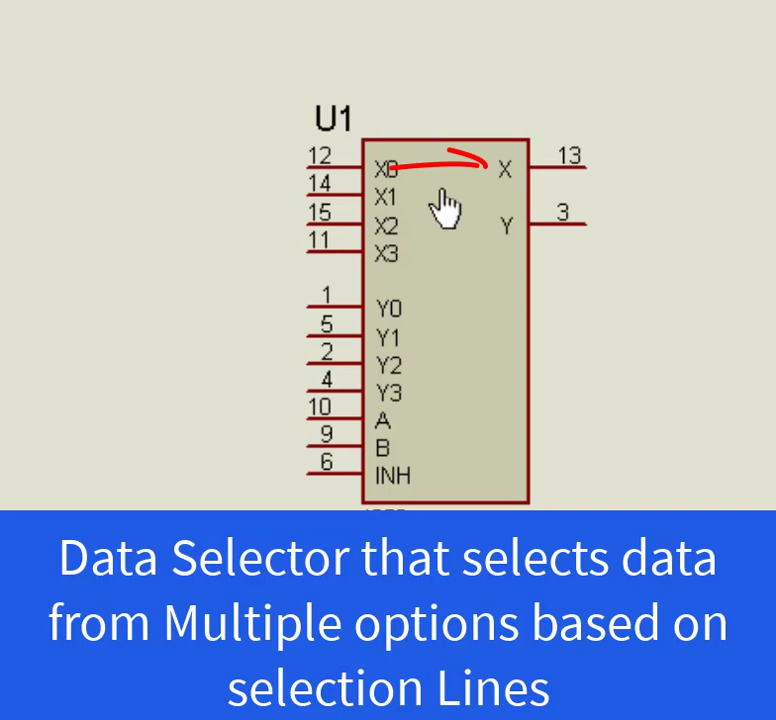 U1
12 X0 X 13
14 X1
15 X2 Y 3
11 X3
1 Y0
5 Y1
2 Y2
4 Y3
10 A
9 B
6 INH
Data Selector that selects data
from Multiple options based on
selection Lines